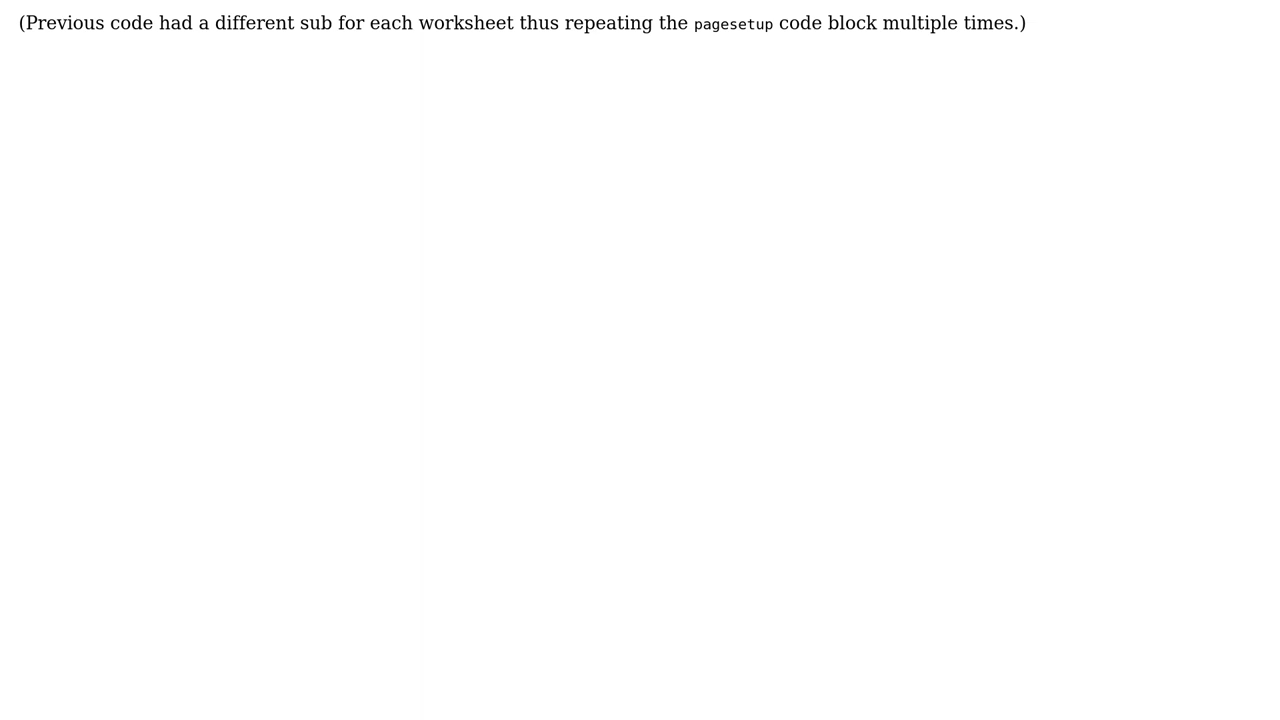 (Previous code had a different sub for each worksheet thus repeating the pagesetup code block multiple times.)